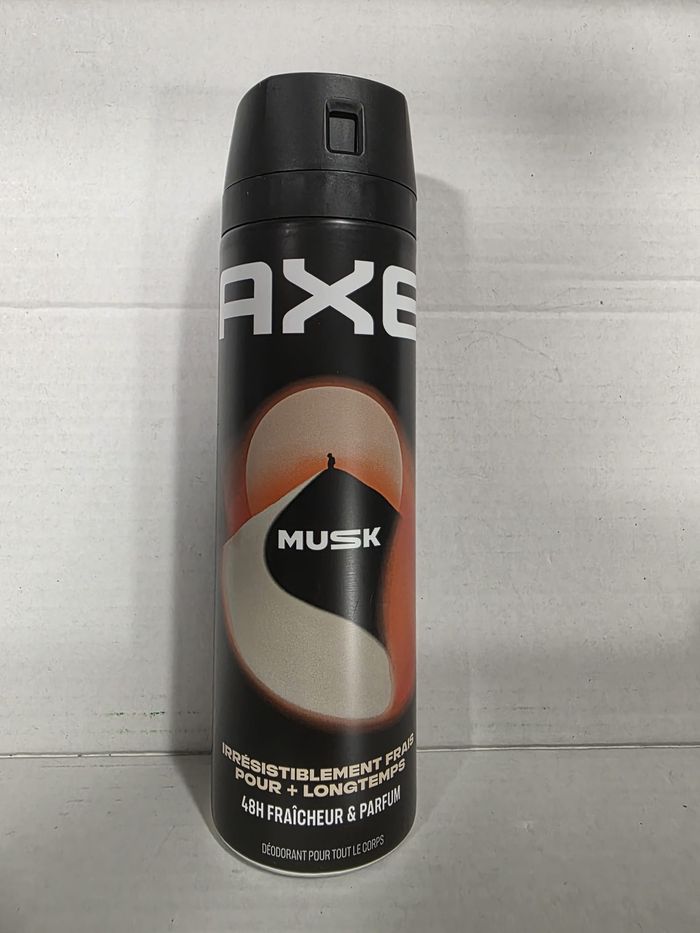 AXE
MUSK
IRRÉSISTIBLEMENT FRAIS
POUR + LONGTEMPS
48H FRAÎCHEUR & PARFUM
DÉODORANT POUR TOUT LE CORPS